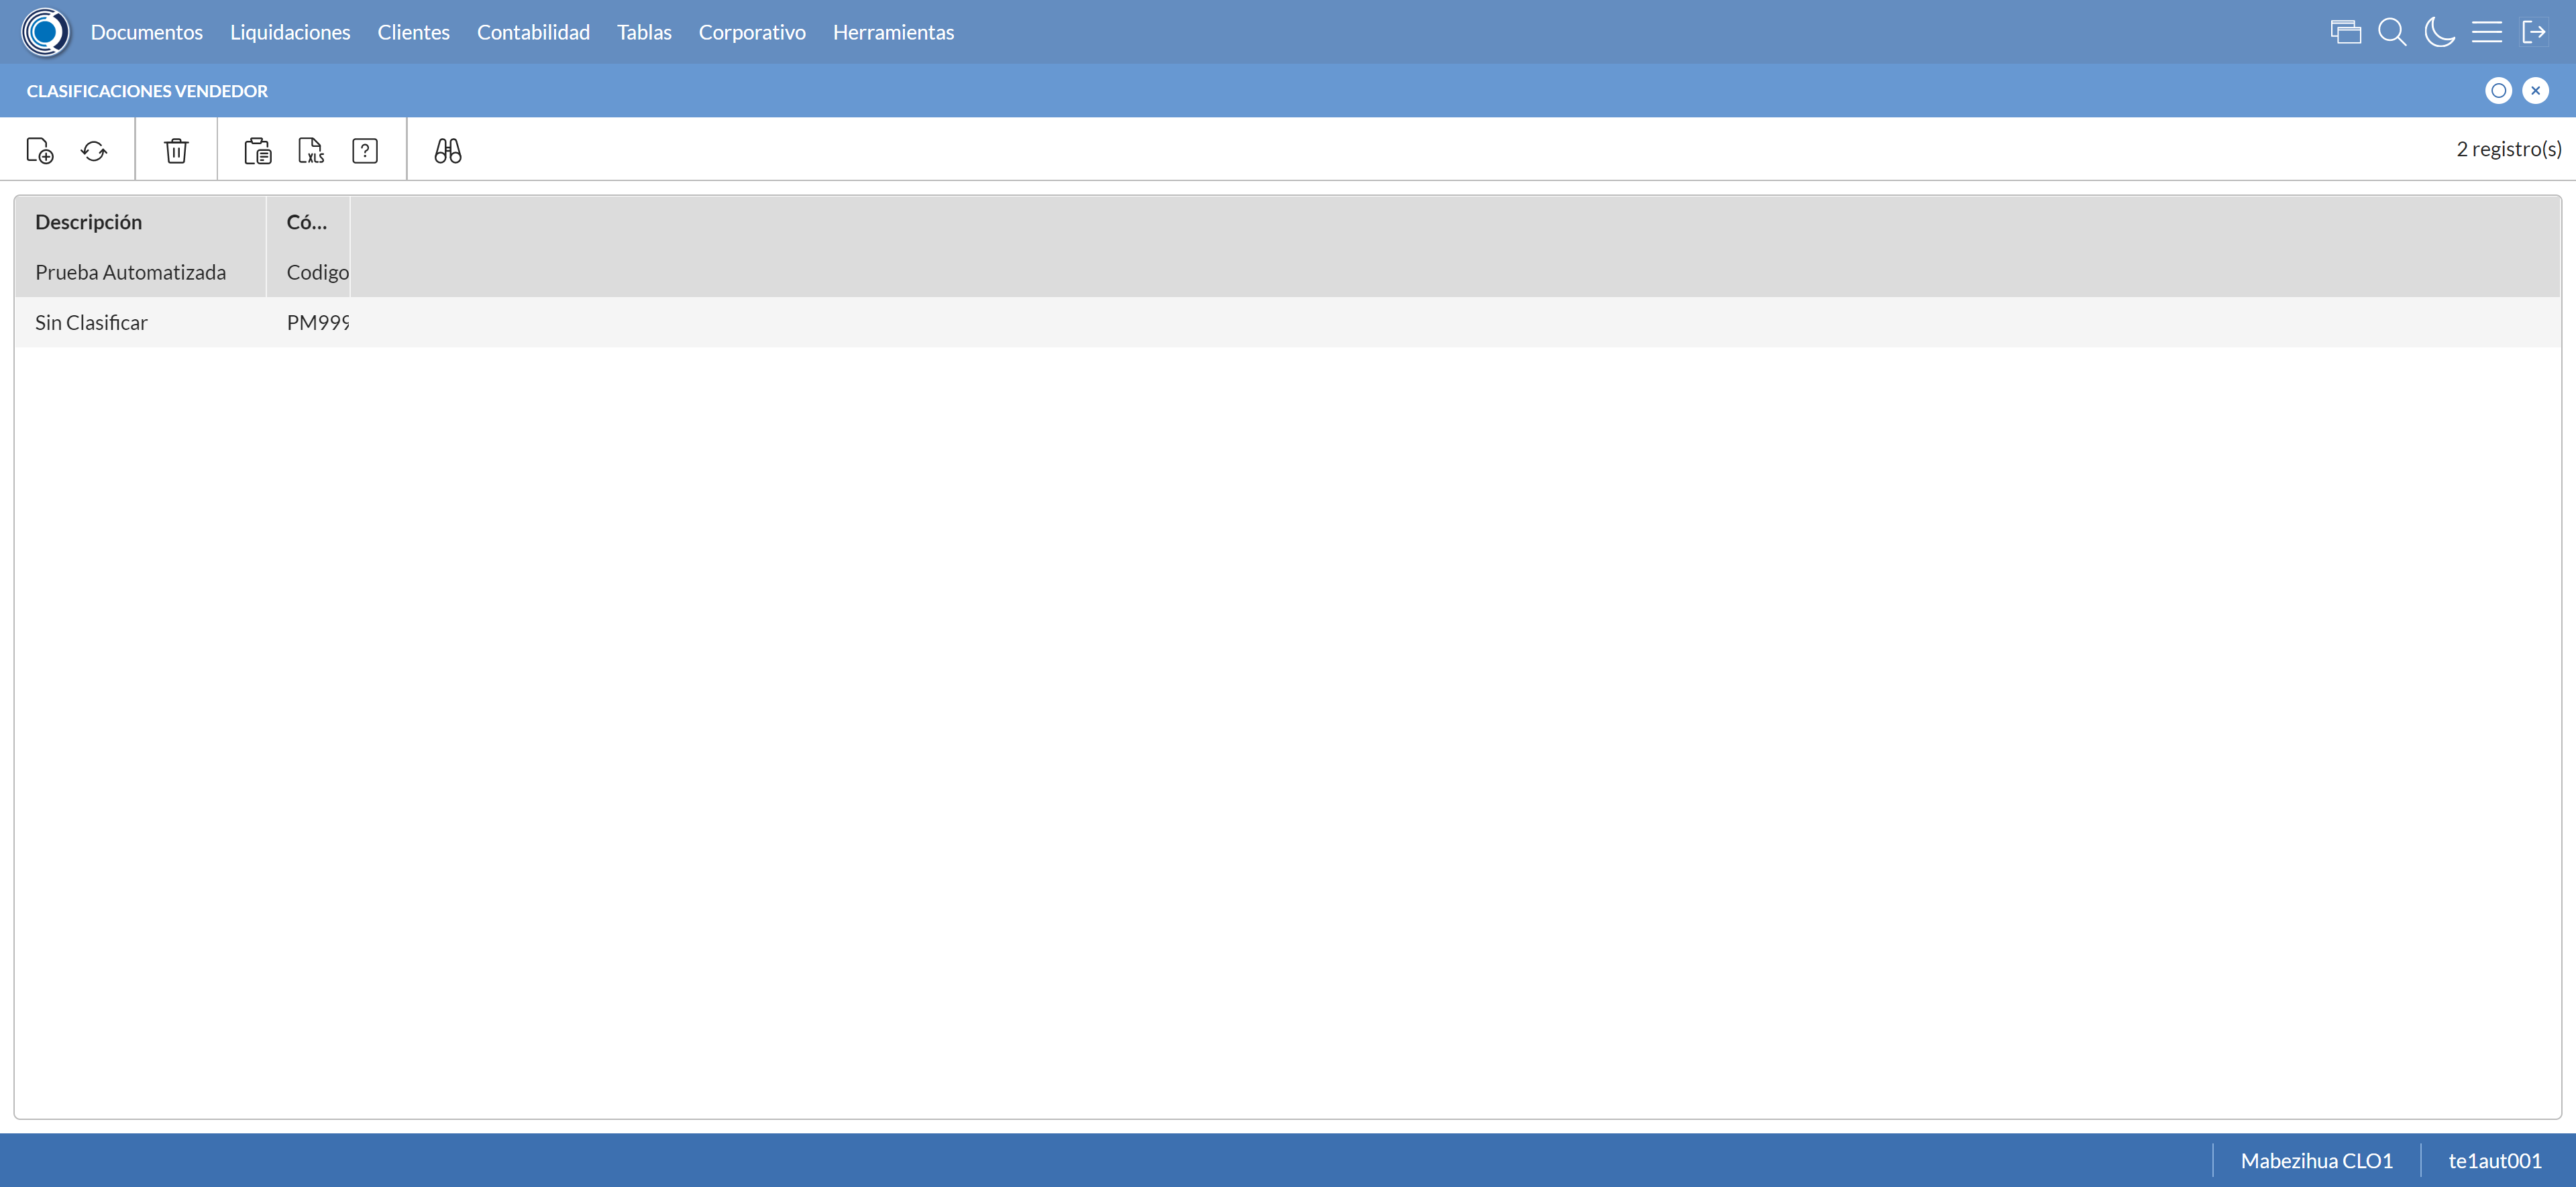 Documentos Liquidaciones Clientes Contabilidad Tablas Corporativo Herramientas
CLASIFICACIONES VENDEDOR
XLS ? 2 registro(s)
Descripción Có...
Prueba Automatizada Codigo
Sin Clasificar PM999
Mabezihua CLO1 te1aut001